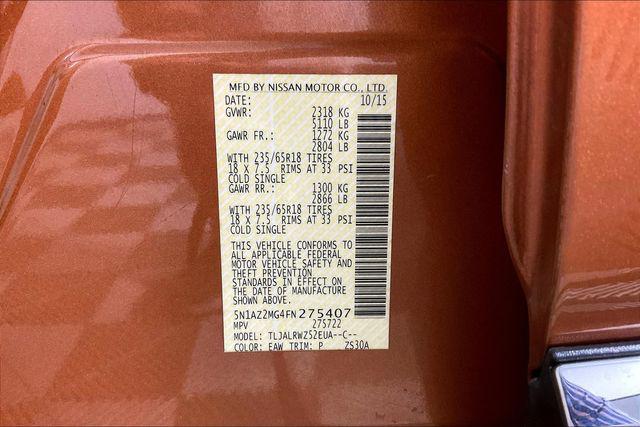 MFD BY NISSAN MOTOR CO., LTD.
DATE: 10/15
GVWR: 2318 KG
5110 LB
GAWR FR.: 1272 KG
2804 LB
WITH 235/65R18 TIRES
18 X 7.5 RIMS AT 33 PSI
COLD SINGLE
GAWR RR.: 1300 KG
2866 LB
WITH 235/65R18 TIRES
18 X 7.5 RIMS AT 33 PSI
COLD SINGLE
THIS VEHICLE CONFORMS TO
ALL APPLICABLE FEDERAL
MOTOR VEHICLE SAFETY AND
THEFT PREVENTION
STANDARDS IN EFFECT ON
THE DATE OF MANUFACTURE
SHOWN ABOVE.
5N1AZ2MG4FN275407
MPV 275722
MODEL: TLJALRWZ52EUA--C--
COLOR: EAW TRIM: P ZS30A